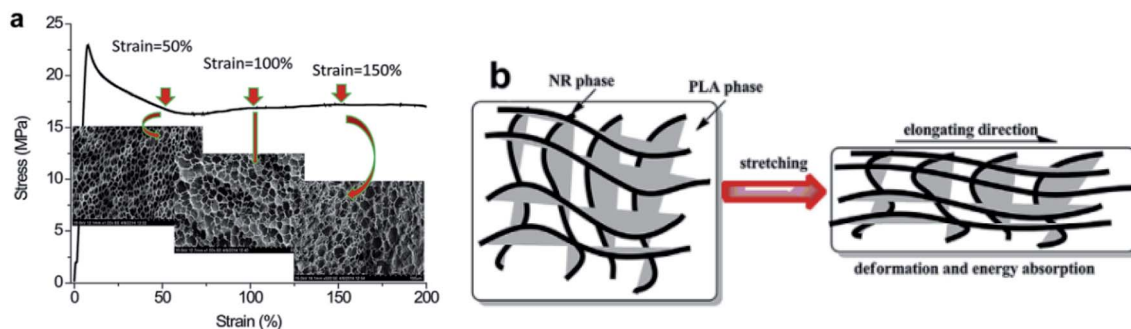 a
25
20
15
10
5
0
Stress (MPa)
Strain=50%
Strain=100%
Strain=150%
0
50
100
150
200
Strain (%)
b
NR phase
PLA phase
stretching
elongating direction
deformation and energy absorption